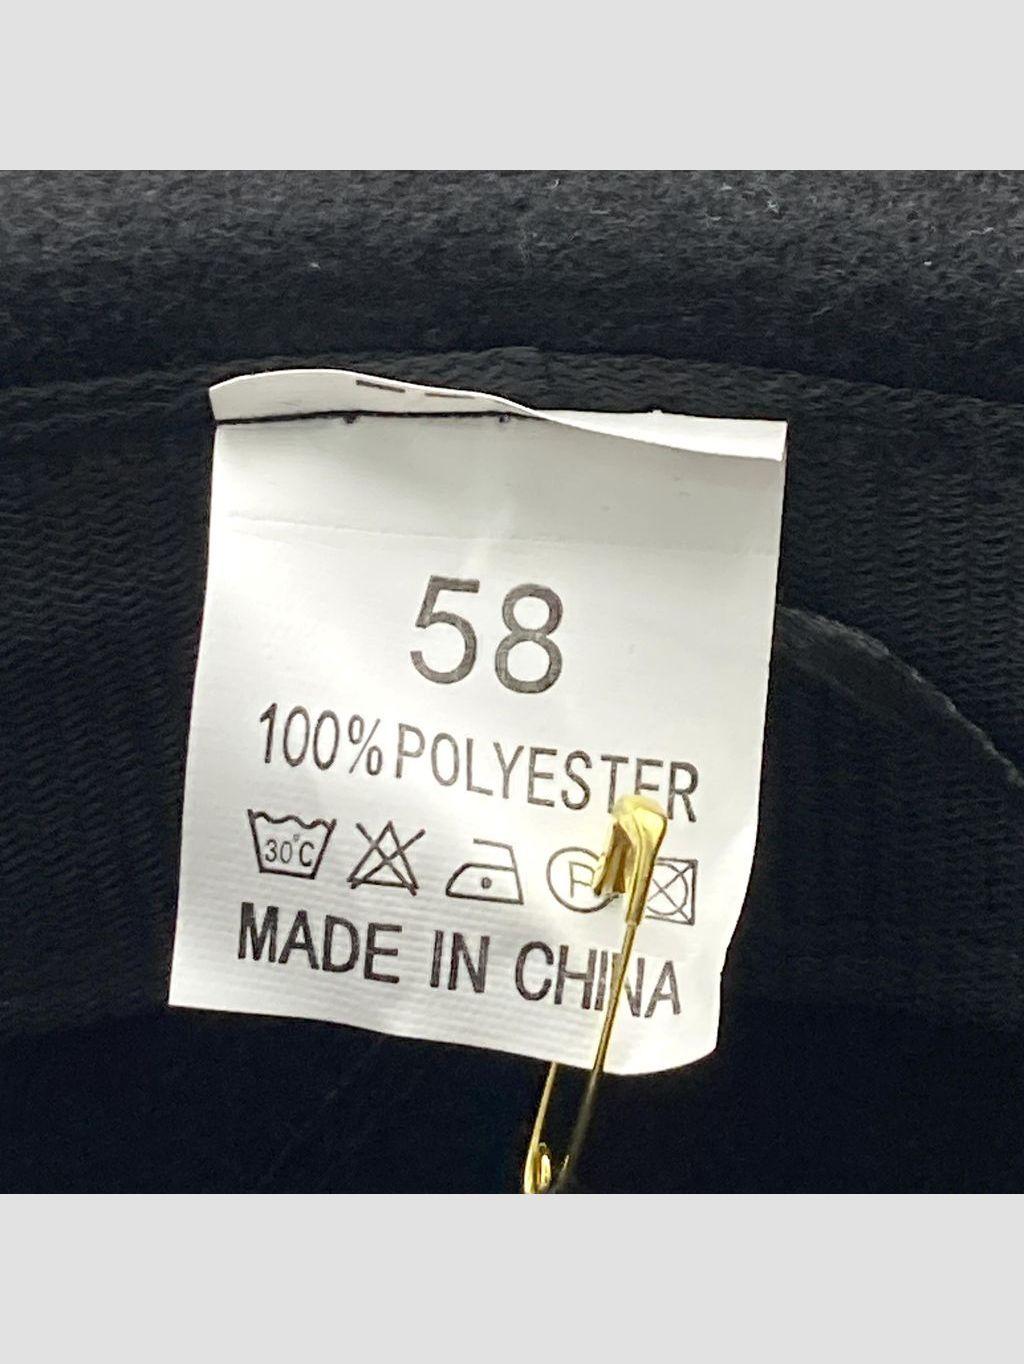 58
100% POLYESTER
30°C
P
MADE IN CHINA